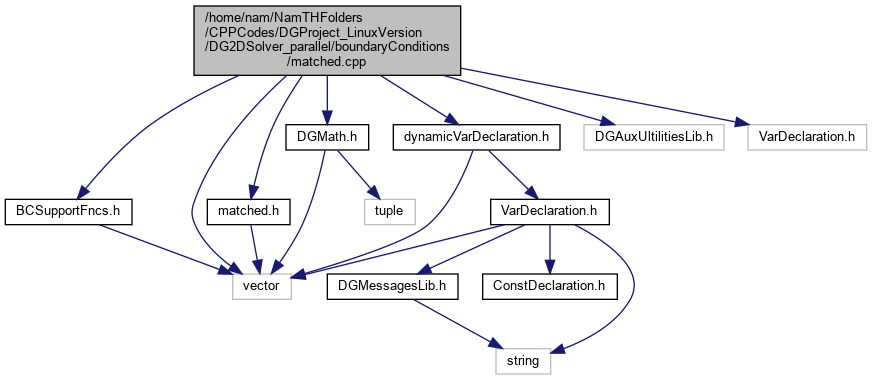 /home/nam/NamTHFolders
/CPPCodes/DGProject_LinuxVersion
/DG2DSolver_parallel/boundaryConditions
/matched.cpp
DGMath.h
dynamicVarDeclaration.h
DGAuxUltilitiesLib.h
VarDeclaration.h
BCSupportFncs.h
matched.h
tuple
VarDeclaration.h
vector
DGMessagesLib.h
ConstDeclaration.h
string